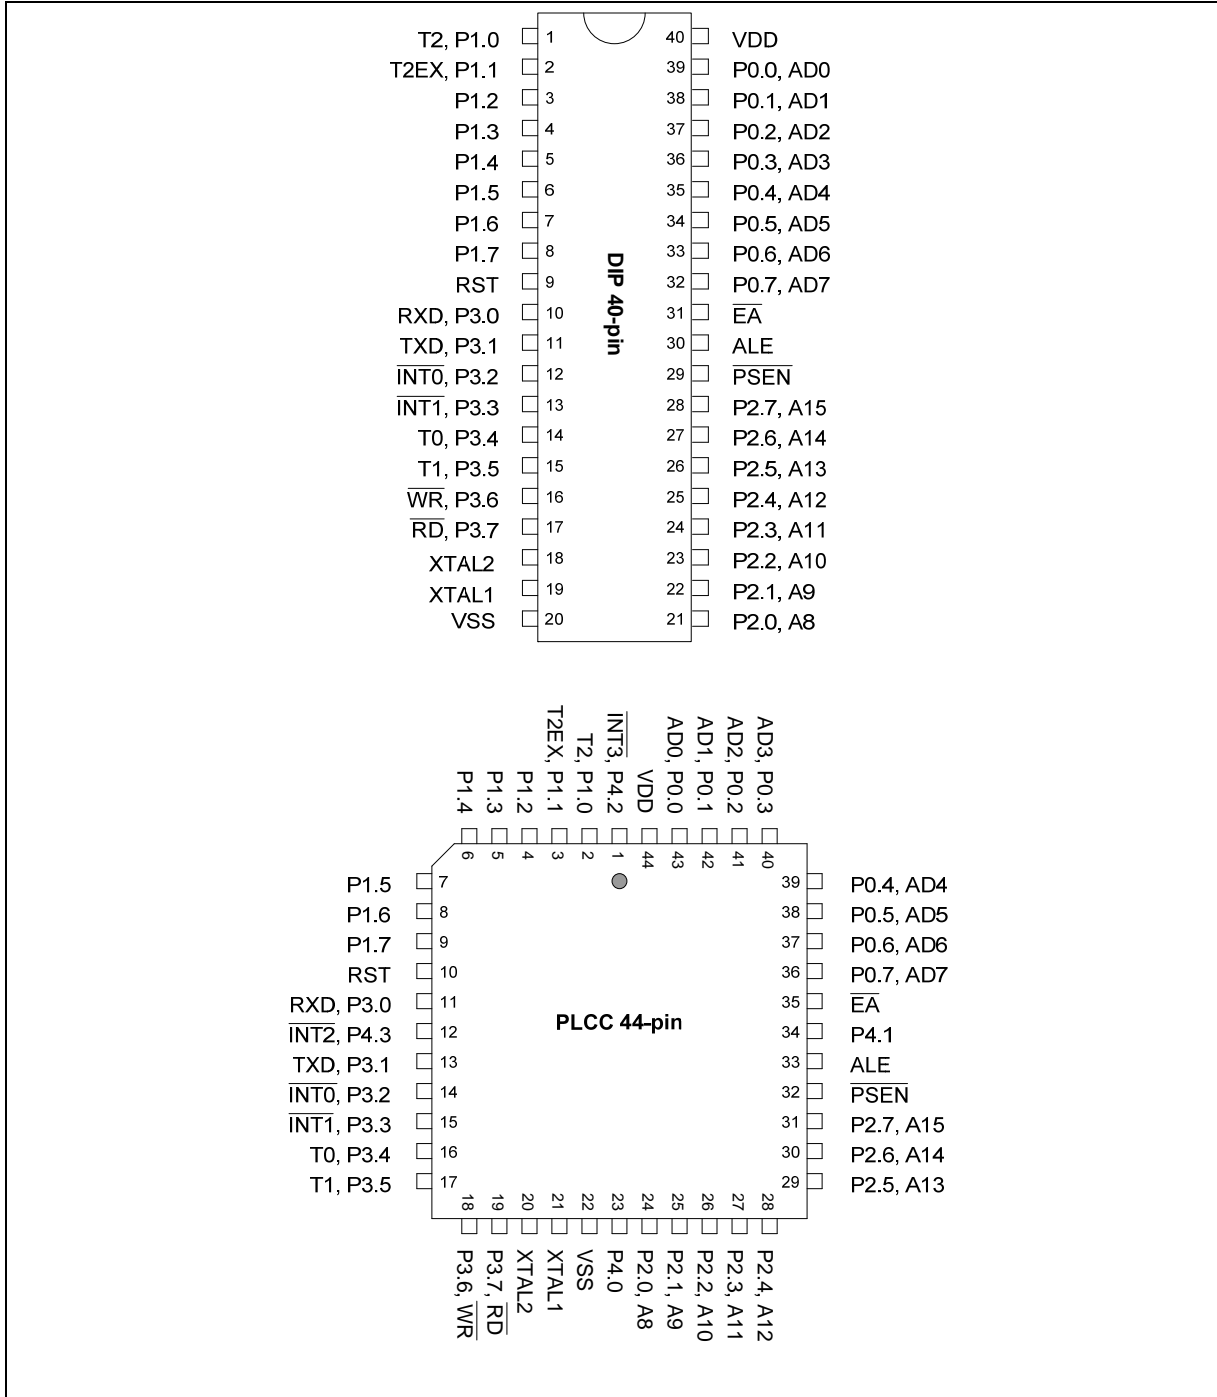 T2, P1.0 1 40 VDD
T2EX, P1.1 2 39 P0.0, AD0
P1.2 3 38 P0.1, AD1
P1.3 4 37 P0.2, AD2
P1.4 5 36 P0.3, AD3
P1.5 6 35 P0.4, AD4
P1.6 7 34 P0.5, AD5
P1.7 8 33 P0.6, AD6
RST 9 32 P0.7, AD7
RXD, P3.0 10 31 E̅A̅
TXD, P3.1 11 30 ALE
I̅N̅T̅0̅, P3.2 12 29 P̅S̅E̅N̅
I̅N̅T̅1̅, P3.3 13 28 P2.7, A15
T0, P3.4 14 27 P2.6, A14
T1, P3.5 15 26 P2.5, A13
W̅R̅, P3.6 16 25 P2.4, A12
R̅D̅, P3.7 17 24 P2.3, A11
XTAL2 18 23 P2.2, A10
XTAL1 19 22 P2.1, A9
VSS 20 21 P2.0, A8
DIP 40-pin
P1.4 6
P1.3 5
P1.2 4
T2EX, P1.1 3
T2, P1.0 2
I̅N̅T̅3̅, P4.2 1
VDD 44
AD0, P0.0 43
AD1, P0.1 42
AD2, P0.2 41
AD3, P0.3 40
P1.5 7 39 P0.4, AD4
P1.6 8 38 P0.5, AD5
P1.7 9 37 P0.6, AD6
RST 10 36 P0.7, AD7
RXD, P3.0 11 35 E̅A̅
I̅N̅T̅2̅, P4.3 12 34 P4.1
TXD, P3.1 13 33 ALE
I̅N̅T̅0̅, P3.2 14 32 P̅S̅E̅N̅
I̅N̅T̅1̅, P3.3 15 31 P2.7, A15
T0, P3.4 16 30 P2.6, A14
T1, P3.5 17 29 P2.5, A13
PLCC 44-pin
18 P3.6, W̅R̅
19 P3.7, R̅D̅
20 XTAL2
21 XTAL1
22 VSS
23 P4.0
24 P2.0, A8
25 P2.1, A9
26 P2.2, A10
27 P2.3, A11
28 P2.4, A12